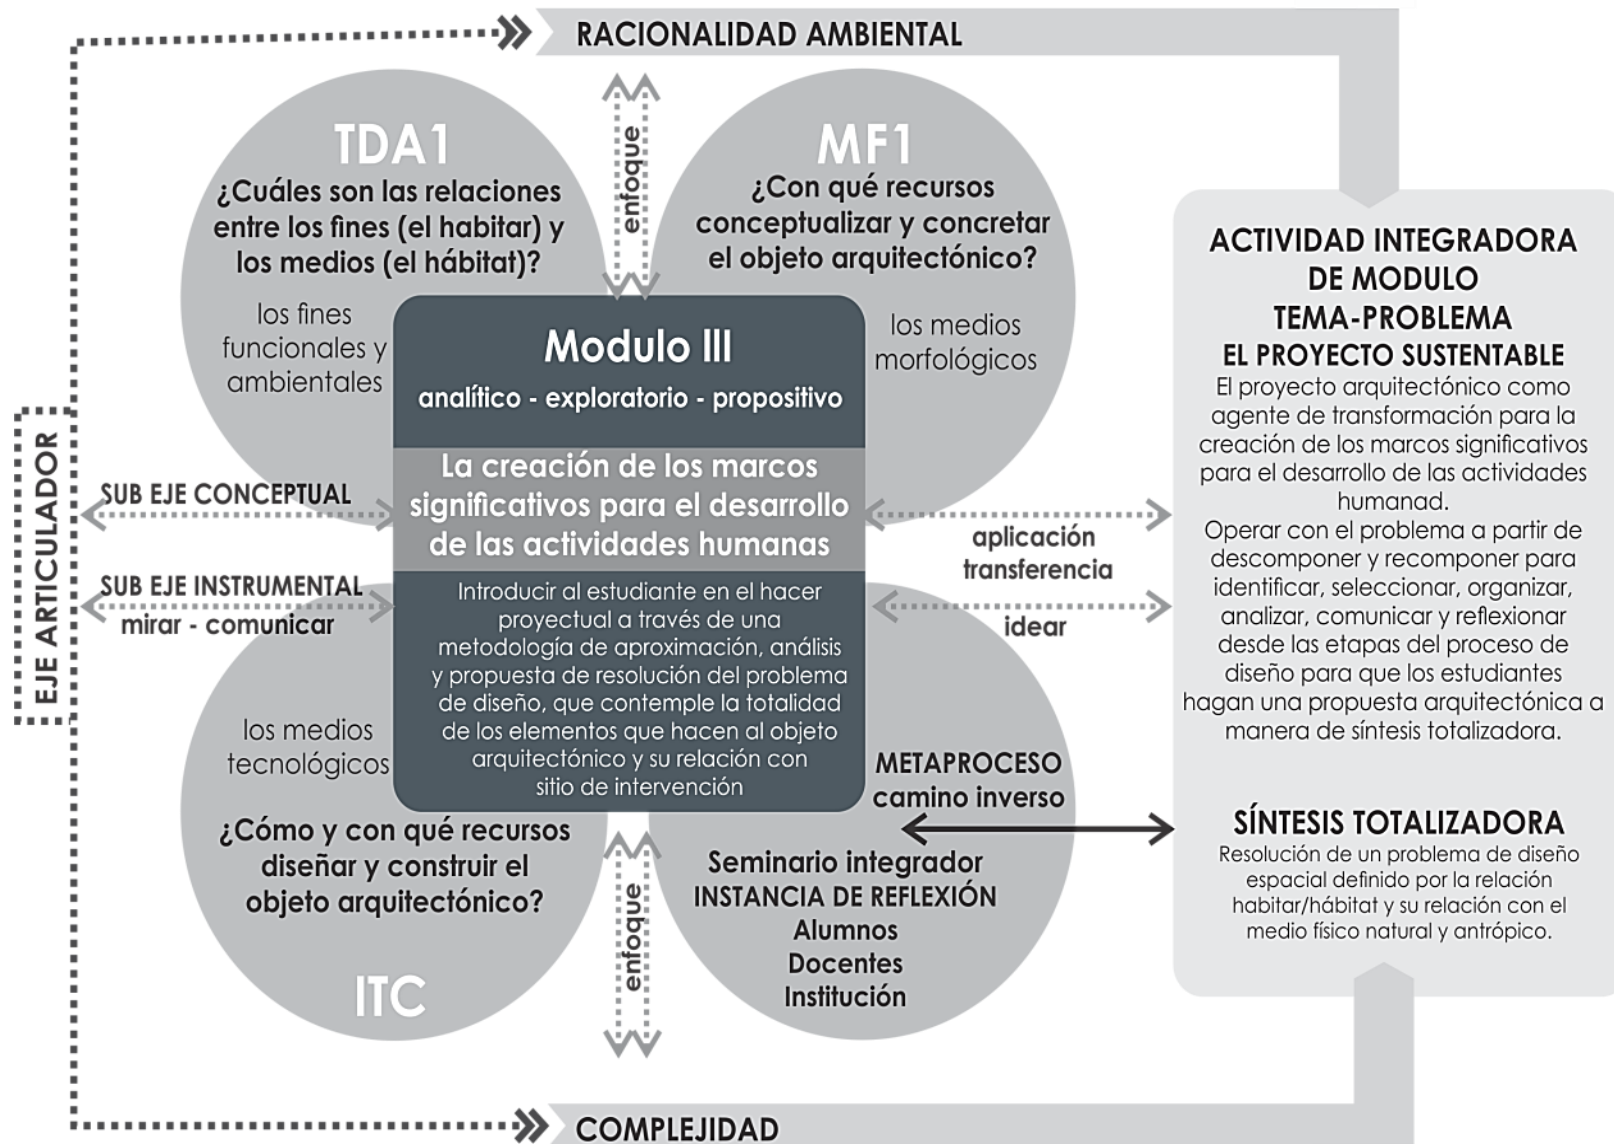 RACIONALIDAD AMBIENTAL
TDA1
¿Cuáles son las relaciones
entre los fines (el habitar) y
los medios (el hábitat)?
los fines
funcionales y
ambientales
enfoque
MF1
¿Con qué recursos
conceptualizar y concretar
el objeto arquitectónico?
los medios
morfológicos
Modulo III
analítico - exploratorio - propositivo
La creación de los marcos
significativos para el desarrollo
de las actividades humanas
Introducir al estudiante en el hacer
proyectual a través de una
metodología de aproximación, análisis
y propuesta de resolución del problema
de diseño, que contemple la totalidad
de los elementos que hacen al objeto
arquitectónico y su relación con
sitio de intervención
EJE ARTICULADOR
SUB EJE CONCEPTUAL
SUB EJE INSTRUMENTAL
mirar - comunicar
aplicación
transferencia
idear
los medios
tecnológicos
¿Cómo y con qué recursos
diseñar y construir el
objeto arquitectónico?
ITC
enfoque
METAPROCESO
camino inverso
Seminario integrador
INSTANCIA DE REFLEXIÓN
Alumnos
Docentes
Institución
ACTIVIDAD INTEGRADORA
DE MODULO
TEMA-PROBLEMA
EL PROYECTO SUSTENTABLE
El proyecto arquitectónico como
agente de transformación para la
creación de los marcos significativos
para el desarrollo de las actividades
humanad.
Operar con el problema a partir de
descomponer y recomponer para
identificar, seleccionar, organizar,
analizar, comunicar y reflexionar
desde las etapas del proceso de
diseño para que los estudiantes
hagan una propuesta arquitectónica a
manera de síntesis totalizadora.
SÍNTESIS TOTALIZADORA
Resolución de un problema de diseño
espacial definido por la relación
habitar/hábitat y su relación con el
medio físico natural y antrópico.
COMPLEJIDAD